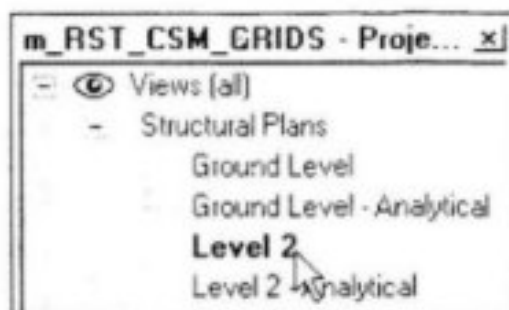 m_RST_CSM_GRIDS - Proje...
Views (all)
Structural Plans
Ground Level
Ground Level - Analytical
Level 2
Level 2 - Analytical